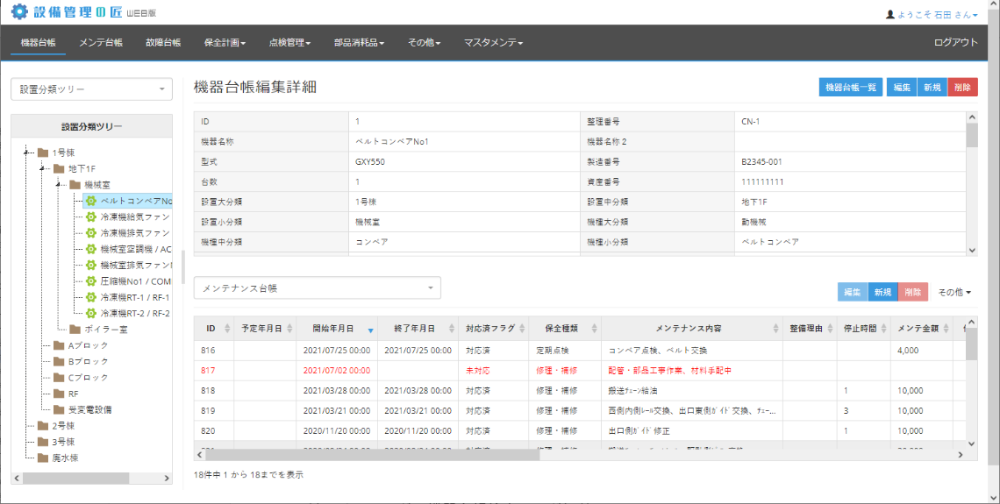 設備管理の匠 WEB版
ようこそ 石田 さん
機器台帳 メンテ台帳 故障台帳 保全計画 点検管理 部品消耗品 その他 マスタメンテ ログアウト
設置分類ツリー
機器台帳編集詳細
機器台帳一覧 編集 新規 削除
設置分類ツリー
1号棟
地下1F
機械室
ベルトコンベアNo
冷凍機給気ファン
冷凍機排気ファン
機械室空調機 / AC
機械室排気ファン
圧縮機No1 / COM
冷凍機RT-1 / RF-1
冷凍機RT-2 / RF-2
ボイラー室
Aブロック
Bブロック
Cブロック
RF
受変電設備
2号棟
3号棟
廃水棟
ID 1 整理番号 CN-1
機器名称 ベルトコンベアNo1 機器名称２
型式 GXY550 製造番号 B2345-001
台数 1 資産番号 111111111
設置大分類 1号棟 設置中分類 地下1F
設置小分類 機械室 機種大分類 動機械
機種中分類 コンベア 機種小分類 ベルトコンベア
メンテナンス台帳
編集 新規 削除 その他
ID 予定年月日 開始年月日 終了年月日 対応済フラグ 保全種類 メンテナンス内容 整備理由 停止時間 メンテ金額
816 2021/07/25 00:00 2021/07/25 00:00 対応済 定期点検 コンベア点検、ベルト交換 4,000
817 2021/07/02 00:00 未対応 修理・補修 配管・部品工事作業、材料手配中
818 2021/03/28 00:00 2021/03/28 00:00 対応済 修理・補修 搬送ﾁｪｰﾝ給油 1 10,000
819 2021/03/21 00:00 2021/03/21 00:00 対応済 修理・補修 西側内側ﾚｰﾙ交換、出口東側ｶﾞｲﾄﾞ交換、ﾁｪｰ... 3 10,000
820 2020/11/20 00:00 2020/11/20 00:00 対応済 修理・補修 出口側ｶﾞｲﾄﾞ修正 1 10,000
18件中 1 から 18までを表示